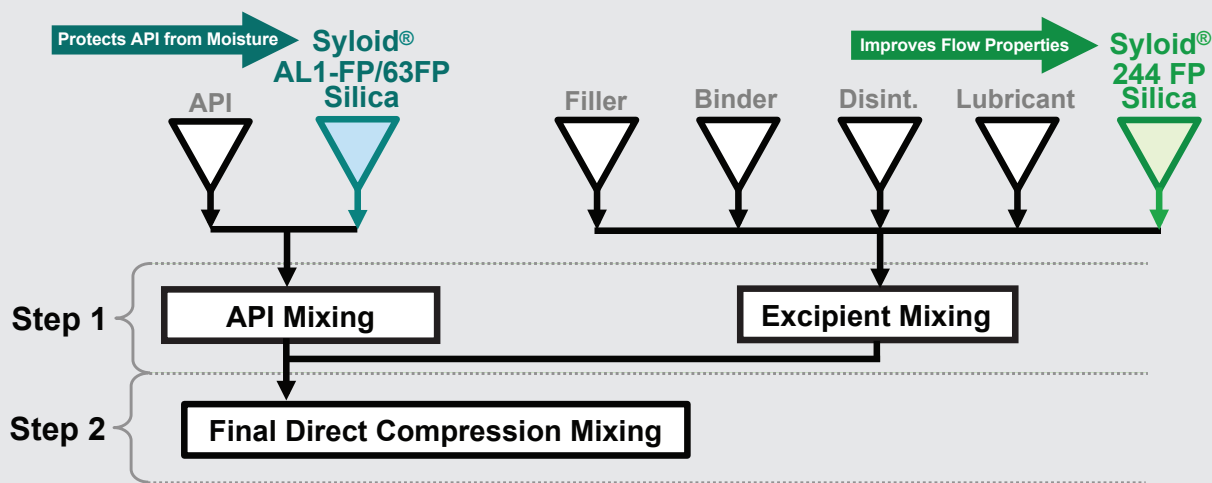 Protects API from Moisture
Syloid®
AL1-FP/63FP
Silica
API
Improves Flow Properties
Syloid®
244 FP
Silica
Filler
Binder
Disint.
Lubricant
Step 1
API Mixing
Excipient Mixing
Step 2
Final Direct Compression Mixing